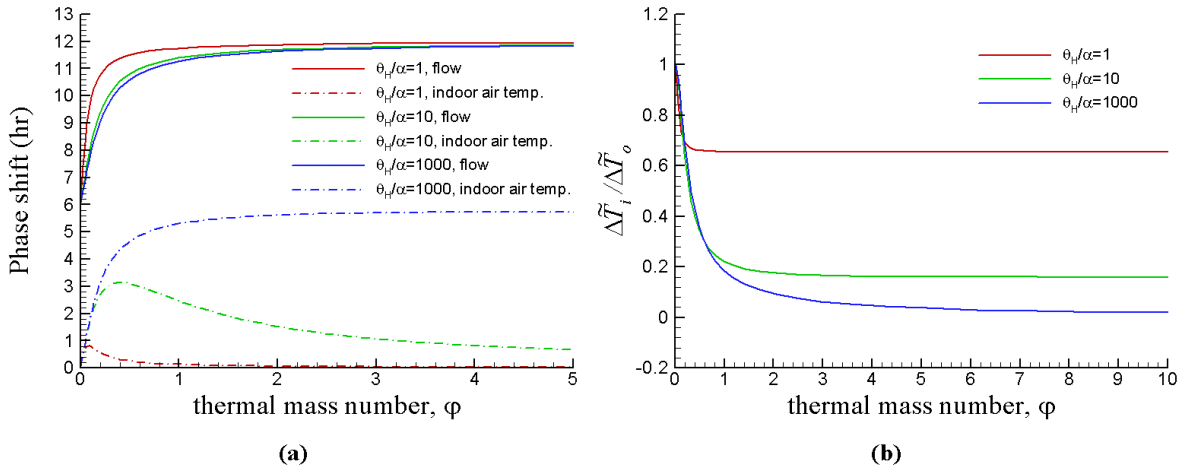 13
12
11
10
9
8
7
6
5
4
3
2
1
0
Phase shift (hr)
θH/α=1, flow
θH/α=1, indoor air temp.
θH/α=10, flow
θH/α=10, indoor air temp.
θH/α=1000, flow
θH/α=1000, indoor air temp.
0 1 2 3 4 5
thermal mass number, φ
(a)
1.2
1
0.8
0.6
0.4
0.2
0
-0.2
ΔT̃i/ΔT̃o
θH/α=1
θH/α=10
θH/α=1000
0 1 2 3 4 5 6 7 8 9 10
thermal mass number, φ
(b)